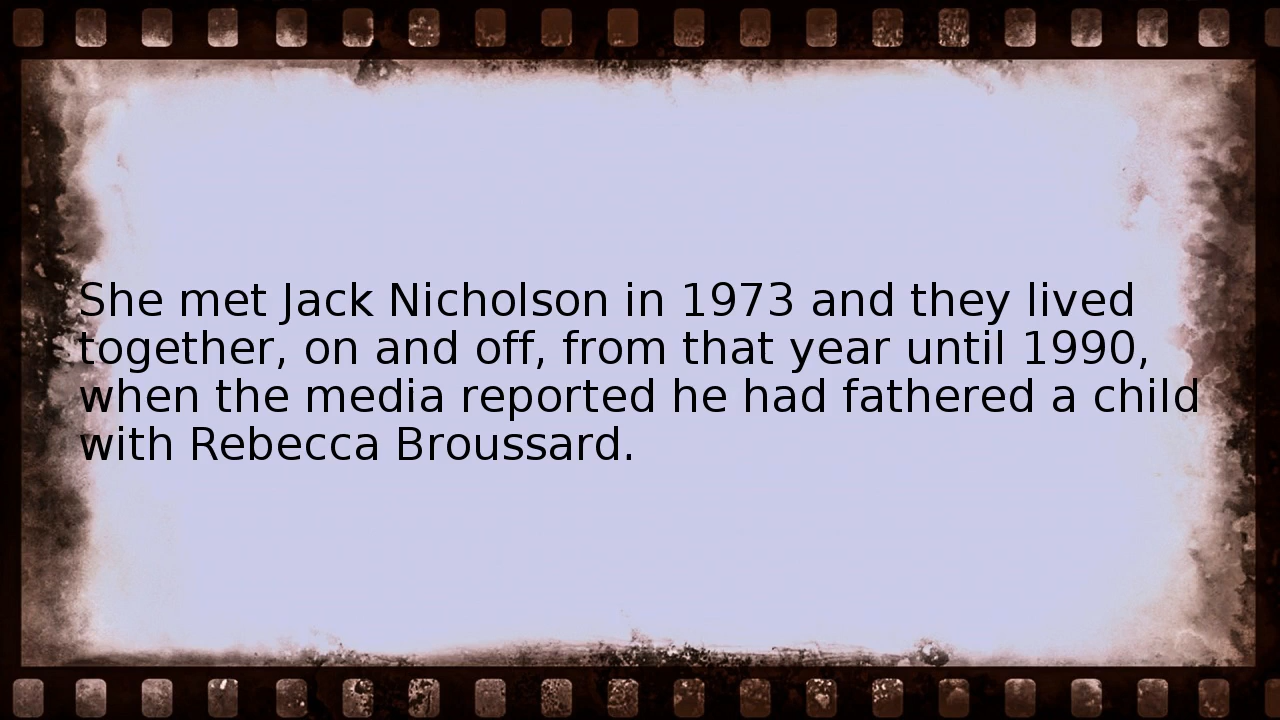 She met Jack Nicholson in 1973 and they lived
together, on and off, from that year until 1990,
when the media reported he had fathered a child
with Rebecca Broussard.